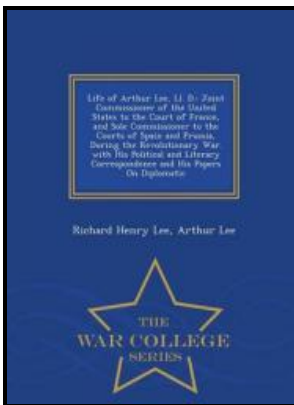 Life of Arthur Lee, Ll. D.: Joint
Commissioner of the United
States to the Court of France,
and Sole Commissioner to the
Courts of Spain and Prussia,
During the Revolutionary War.
with His Political and Literary
Correspondence and His Papers
On Diplomatic
Richard Henry Lee, Arthur Lee
THE
WAR COLLEGE
SERIES